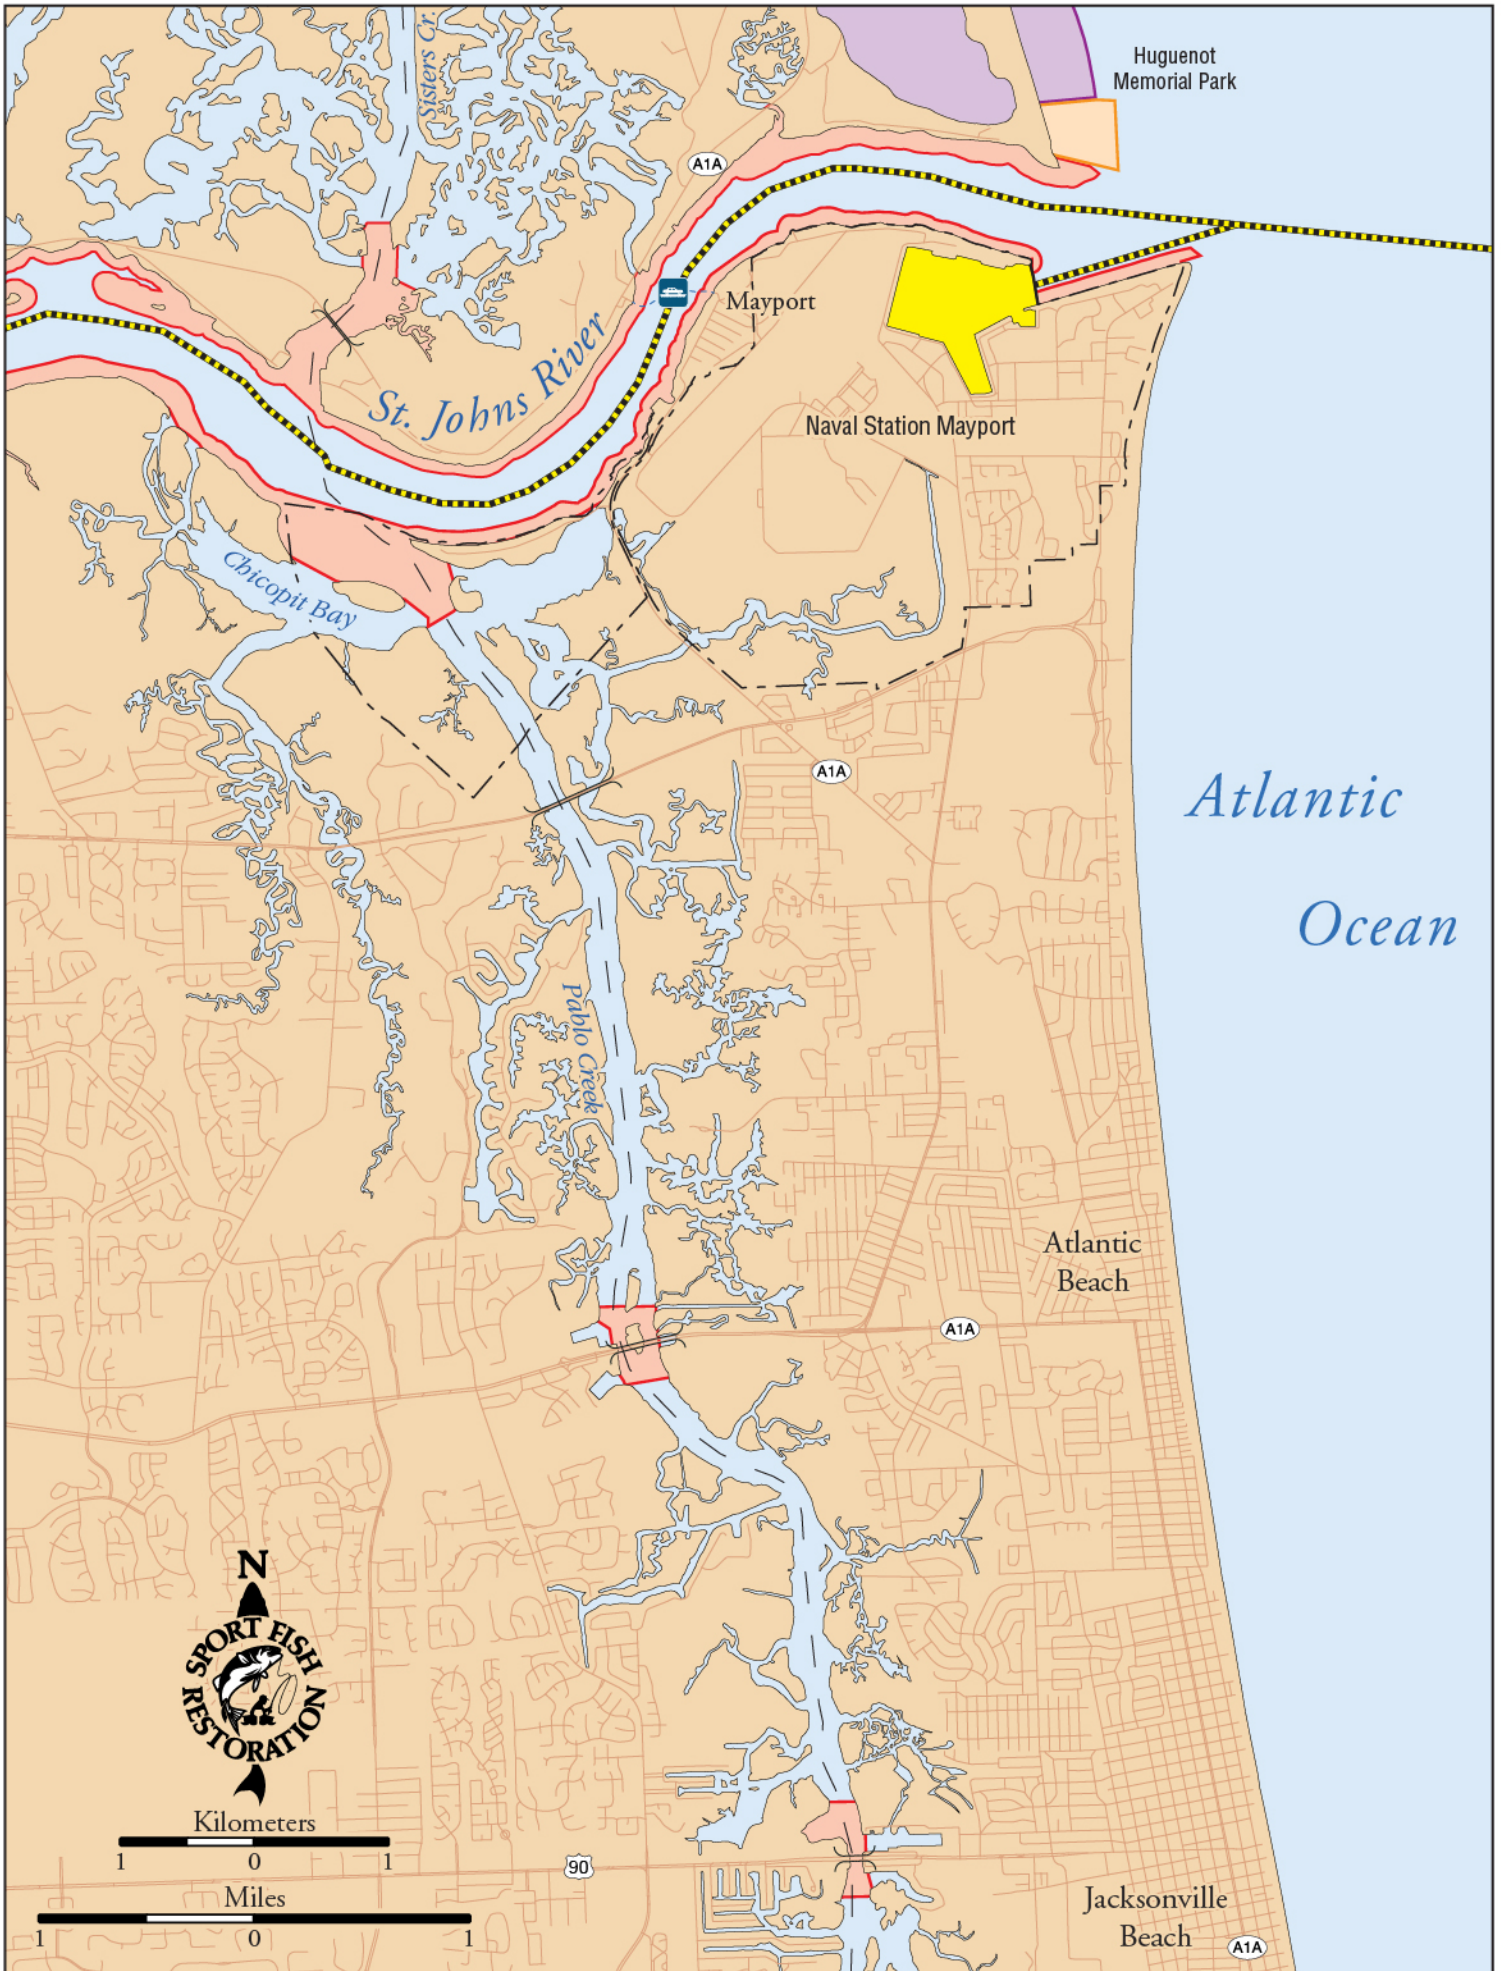 Sisters Cr.
Huguenot
Memorial Park
A1A
Mayport
St. Johns River
Naval Station Mayport
Chicopit Bay
A1A
Atlantic
Ocean
Pablo Creek
Atlantic
Beach
A1A
N
SPORT FISH
RESTORATION
Kilometers
1 0 1
90
Miles
1 0 1
Jacksonville
Beach
A1A